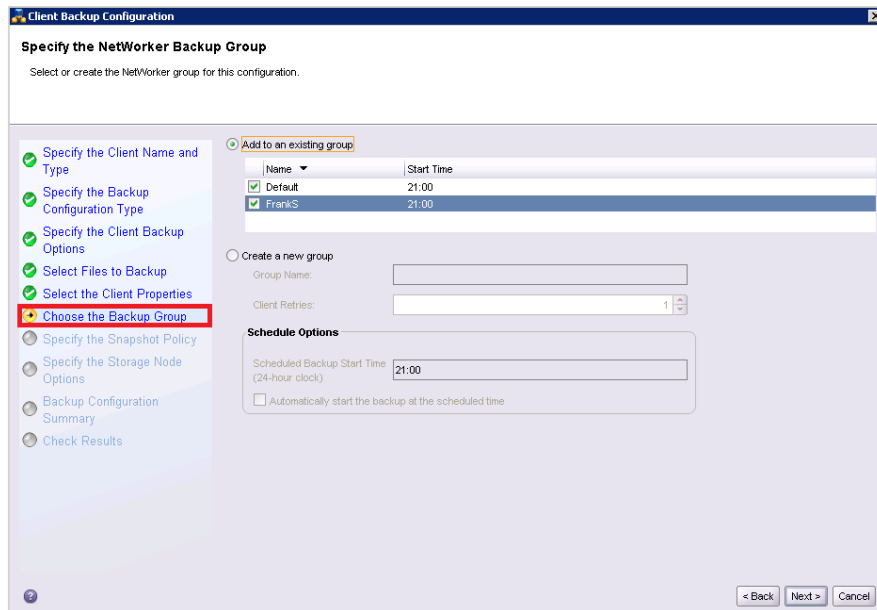 Client Backup Configuration
Specify the NetWorker Backup Group
Select or create the NetWorker group for this configuration.
Specify the Client Name and
Type
Specify the Backup
Configuration Type
Specify the Client Backup
Options
Select Files to Backup
Select the Client Properties
Choose the Backup Group
Specify the Snapshot Policy
Specify the Storage Node
Options
Backup Configuration
Summary
Check Results
Add to an existing group
Name Start Time
Default 21:00
FrankS 21:00
Create a new group
Group Name:
Client Retries: 1
Schedule Options
Scheduled Backup Start Time
(24-hour clock)
21:00
Automatically start the backup at the scheduled time
? < Back Next > Cancel